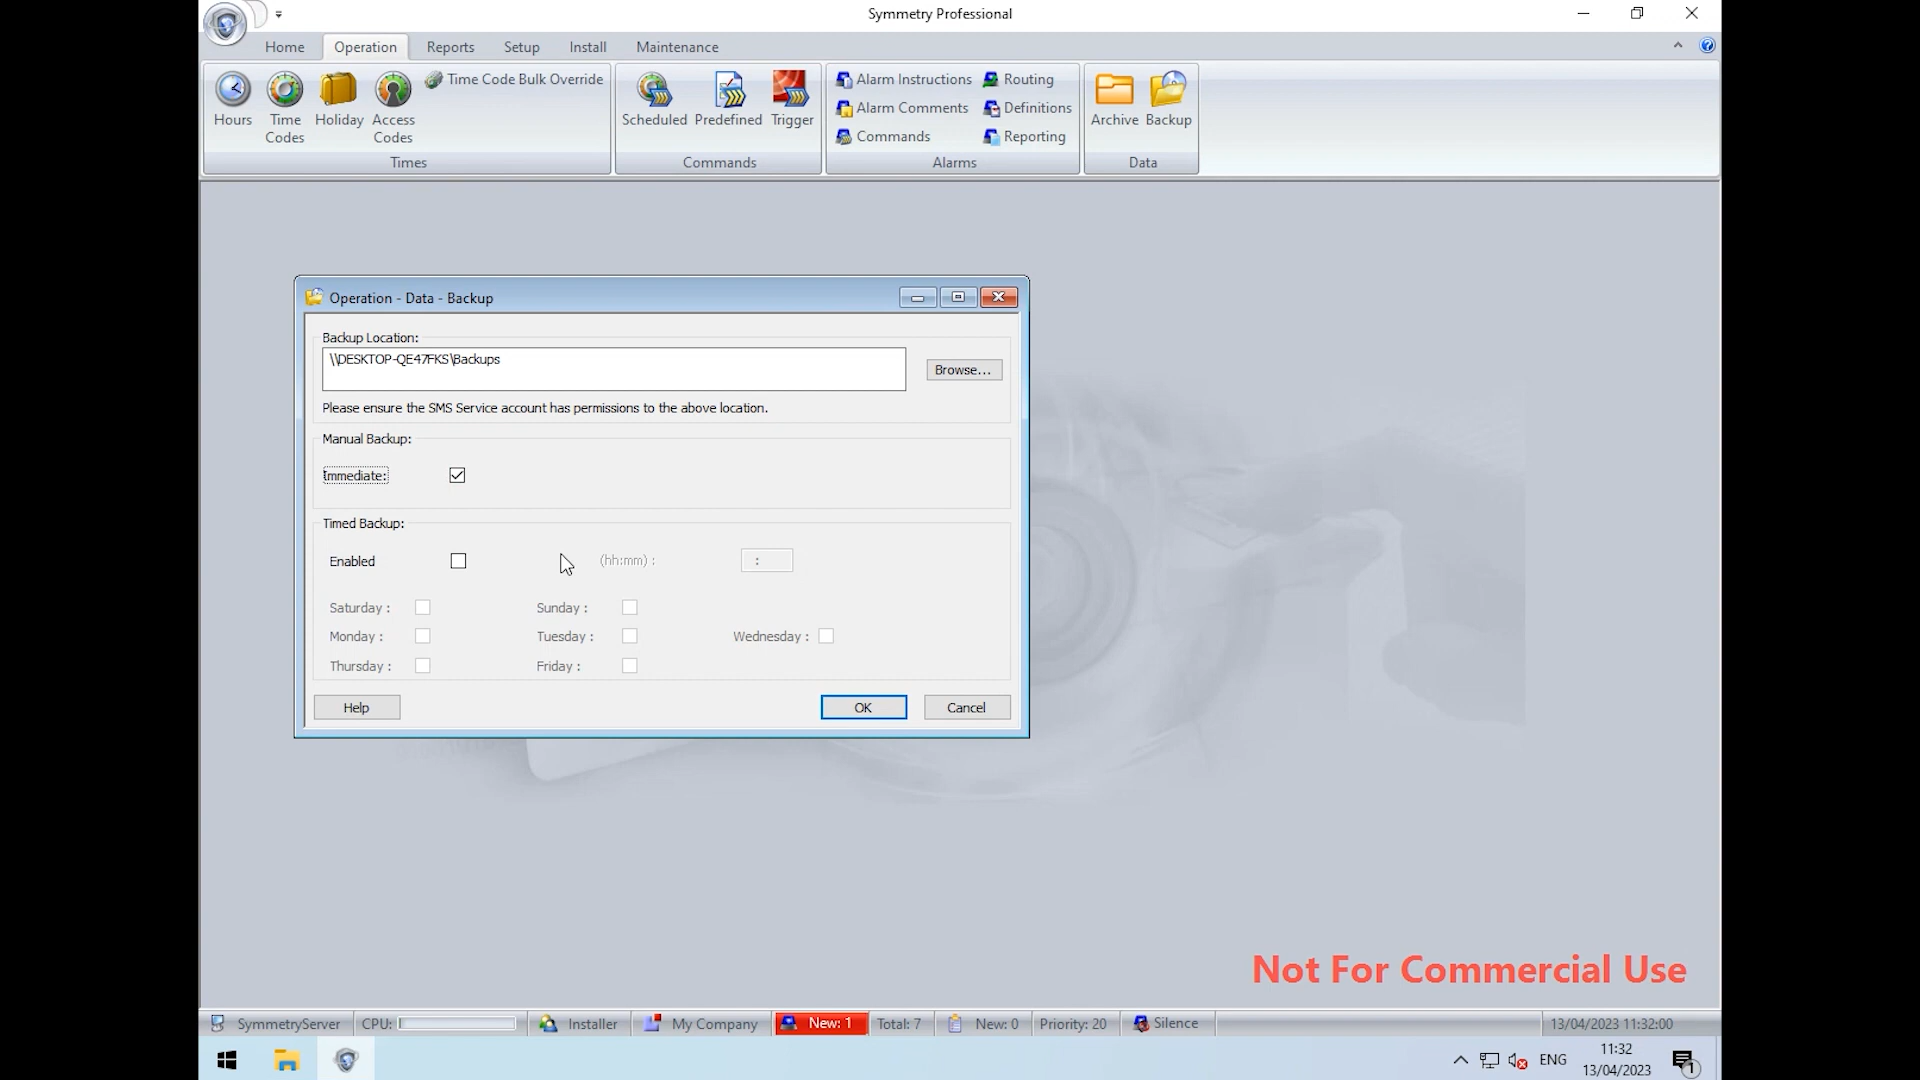 Symmetry Professional
Home Operation Reports Setup Install Maintenance
Hours
Time Codes
Holiday
Access Codes
Time Code Bulk Override
Times
Scheduled Predefined Trigger
Commands
Alarm Instructions Routing
Alarm Comments Definitions
Commands Reporting
Alarms
Archive Backup
Data
Operation - Data - Backup
Backup Location:
\\DESKTOP-QE47FKS\Backups
Browse...
Please ensure the SMS Service account has permissions to the above location.
Manual Backup:
Immediate:
Timed Backup:
Enabled (hh:mm) : :
Saturday : Sunday :
Monday : Tuesday : Wednesday :
Thursday : Friday :
Help OK Cancel
Not For Commercial Use
SymmetryServer CPU: Installer My Company New: 1 Total: 7 New: 0 Priority: 20 Silence 13/04/2023 11:32:00
ENG 11:32
13/04/2023 1